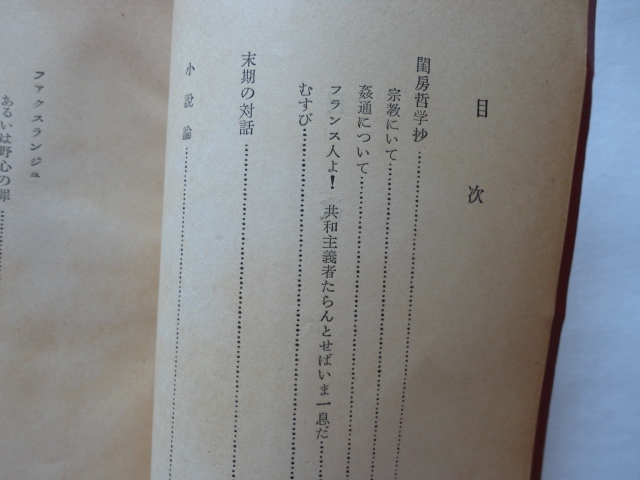 目次
閨房哲学抄
宗教にいて
姦通について
フランス人よ! 共和主義者たらんとせばいま一息だ
むすび
末期の対話
小説論
ファクスランジュ
あるいは野心の罪